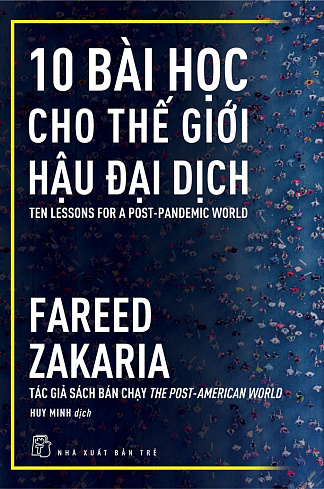 10 BÀI HỌC
CHO THẾ GIỚI
HẬU ĐẠI DỊCH
TEN LESSONS FOR A POST-PANDEMIC WORLD
FAREED
ZAKARIA
TÁC GIẢ SÁCH BÁN CHẠY THE POST-AMERICAN WORLD
HUY MINH dịch
NHÀ XUẤT BẢN TRẺ